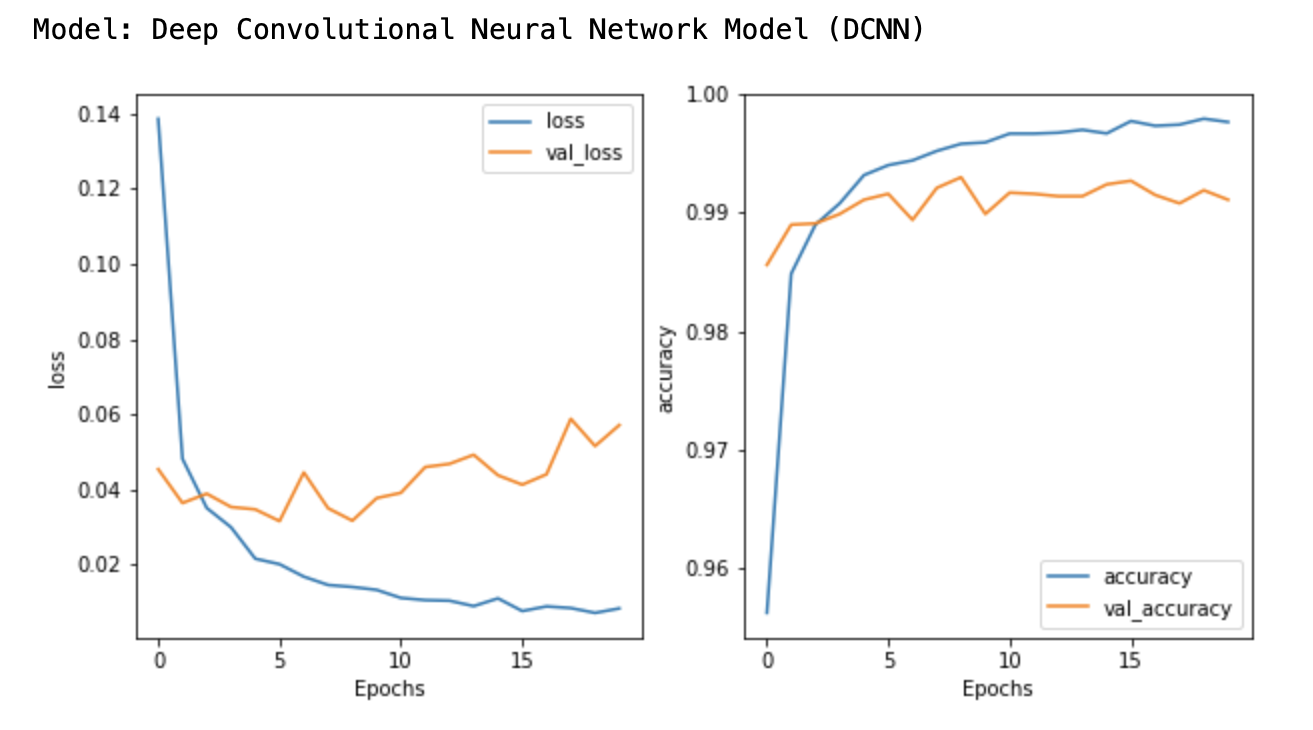 Model: Deep Convolutional Neural Network Model (DCNN)
0.14
0.12
0.10
0.08
0.06
0.04
0.02
loss
loss
val_loss
0
5
10
15
Epochs
1.00
0.99
0.98
0.97
0.96
accuracy
accuracy
val_accuracy
0
5
10
15
Epochs